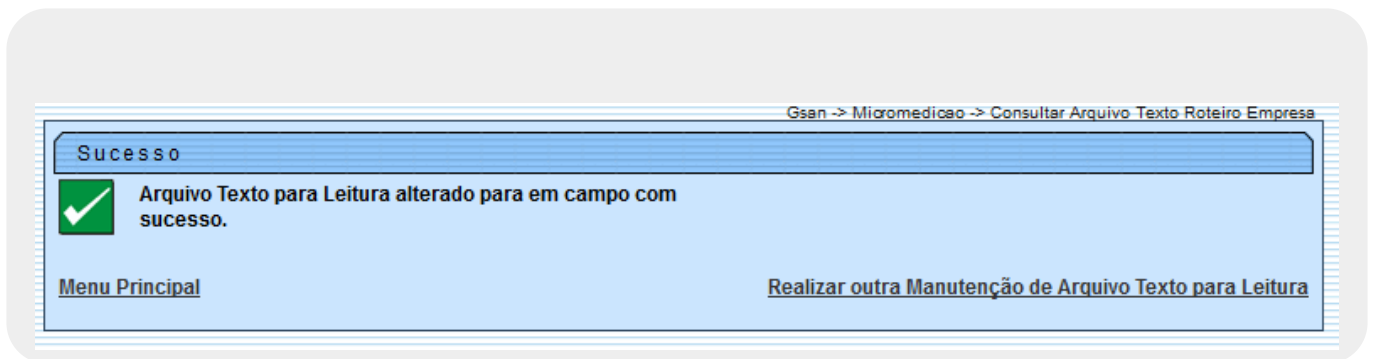 Gsan -> Micromedicao -> Consultar Arquivo Texto Roteiro Empresa
Sucesso
Arquivo Texto para Leitura alterado para em campo com
sucesso.
Menu Principal
Realizar outra Manutenção de Arquivo Texto para Leitura